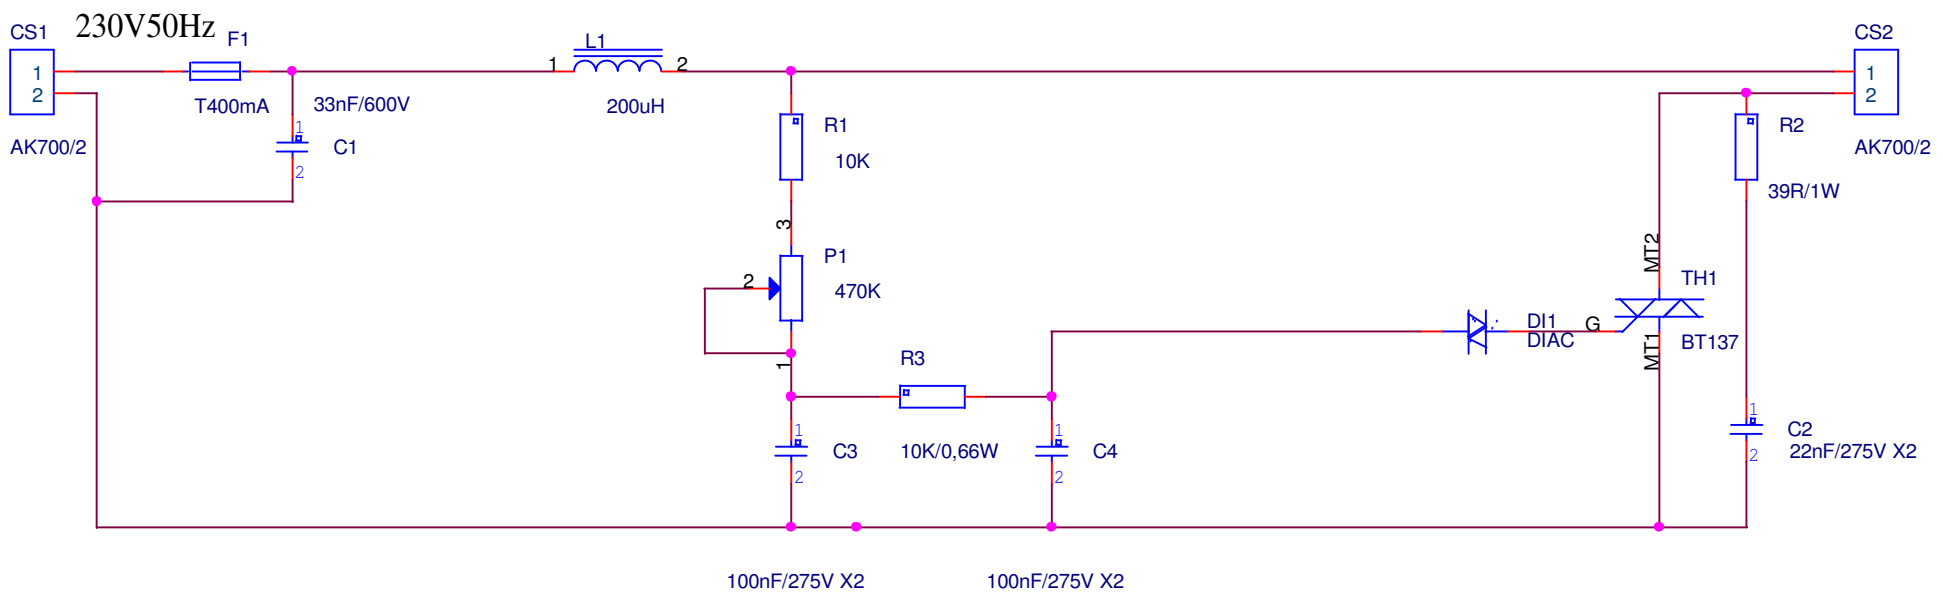 230V50Hz
CS1
F1
L1
CS2
1
2
1
2
1
2
T400mA
33nF/600V
200uH
AK700/2
1
C1
2
R1
10K
R2
AK700/2
39R/1W
3
P1
2
470K
1
MT2
TH1
DI1
DIAC
G
BT137
MT1
R3
10K/0,66W
1
C3
2
1
C4
2
1
C2
22nF/275V X2
2
100nF/275V X2
100nF/275V X2